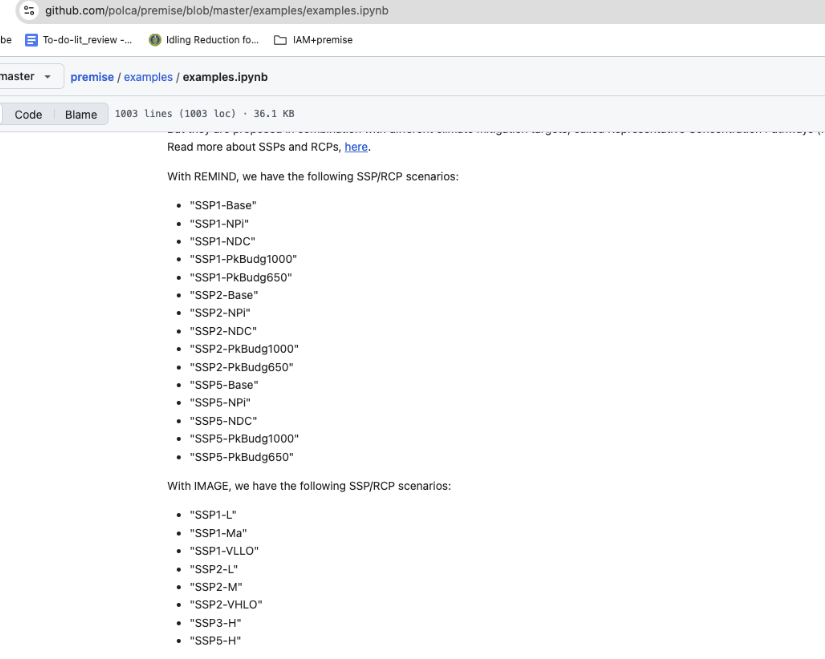 github.com/polca/premise/blob/master/examples/examples.ipynb
be To-do-lit_review -... Idling Reduction fo... IAM+premise
master premise / examples / examples.ipynb
Code Blame 1003 lines (1003 loc) · 36.1 KB
Read more about SSPs and RCPs, here.
With REMIND, we have the following SSP/RCP scenarios:
• "SSP1-Base"
• "SSP1-NPi"
• "SSP1-NDC"
• "SSP1-PkBudg1000"
• "SSP1-PkBudg650"
• "SSP2-Base"
• "SSP2-NPi"
• "SSP2-NDC"
• "SSP2-PkBudg1000"
• "SSP2-PkBudg650"
• "SSP5-Base"
• "SSP5-NPi"
• "SSP5-NDC"
• "SSP5-PkBudg1000"
• "SSP5-PkBudg650"
With IMAGE, we have the following SSP/RCP scenarios:
• "SSP1-L"
• "SSP1-Ma"
• "SSP1-VLLO"
• "SSP2-L"
• "SSP2-M"
• "SSP2-VHLO"
• "SSP3-H"
• "SSP5-H"